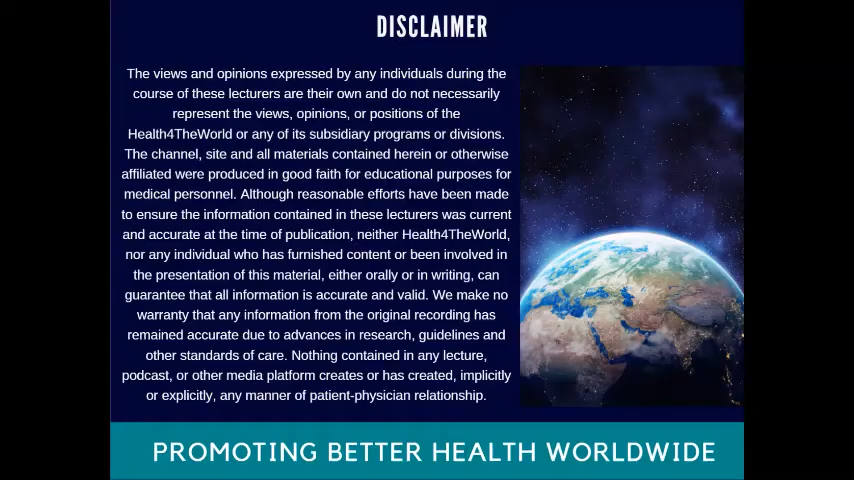 DISCLAIMER
The views and opinions expressed by any individuals during the
course of these lecturers are their own and do not necessarily
represent the views, opinions, or positions of the
Health4TheWorld or any of its subsidiary programs or divisions.
The channel, site and all materials contained herein or otherwise
affiliated were produced in good faith for educational purposes for
medical personnel. Although reasonable efforts have been made
to ensure the information contained in these lecturers was current
and accurate at the time of publication, neither Health4TheWorld,
nor any individual who has furnished content or been involved in
the presentation of this material, either orally or in writing, can
guarantee that all information is accurate and valid. We make no
warranty that any information from the original recording has
remained accurate due to advances in research, guidelines and
other standards of care. Nothing contained in any lecture,
podcast, or other media platform creates or has created, implicitly
or explicitly, any manner of patient-physician relationship.
PROMOTING BETTER HEALTH WORLDWIDE